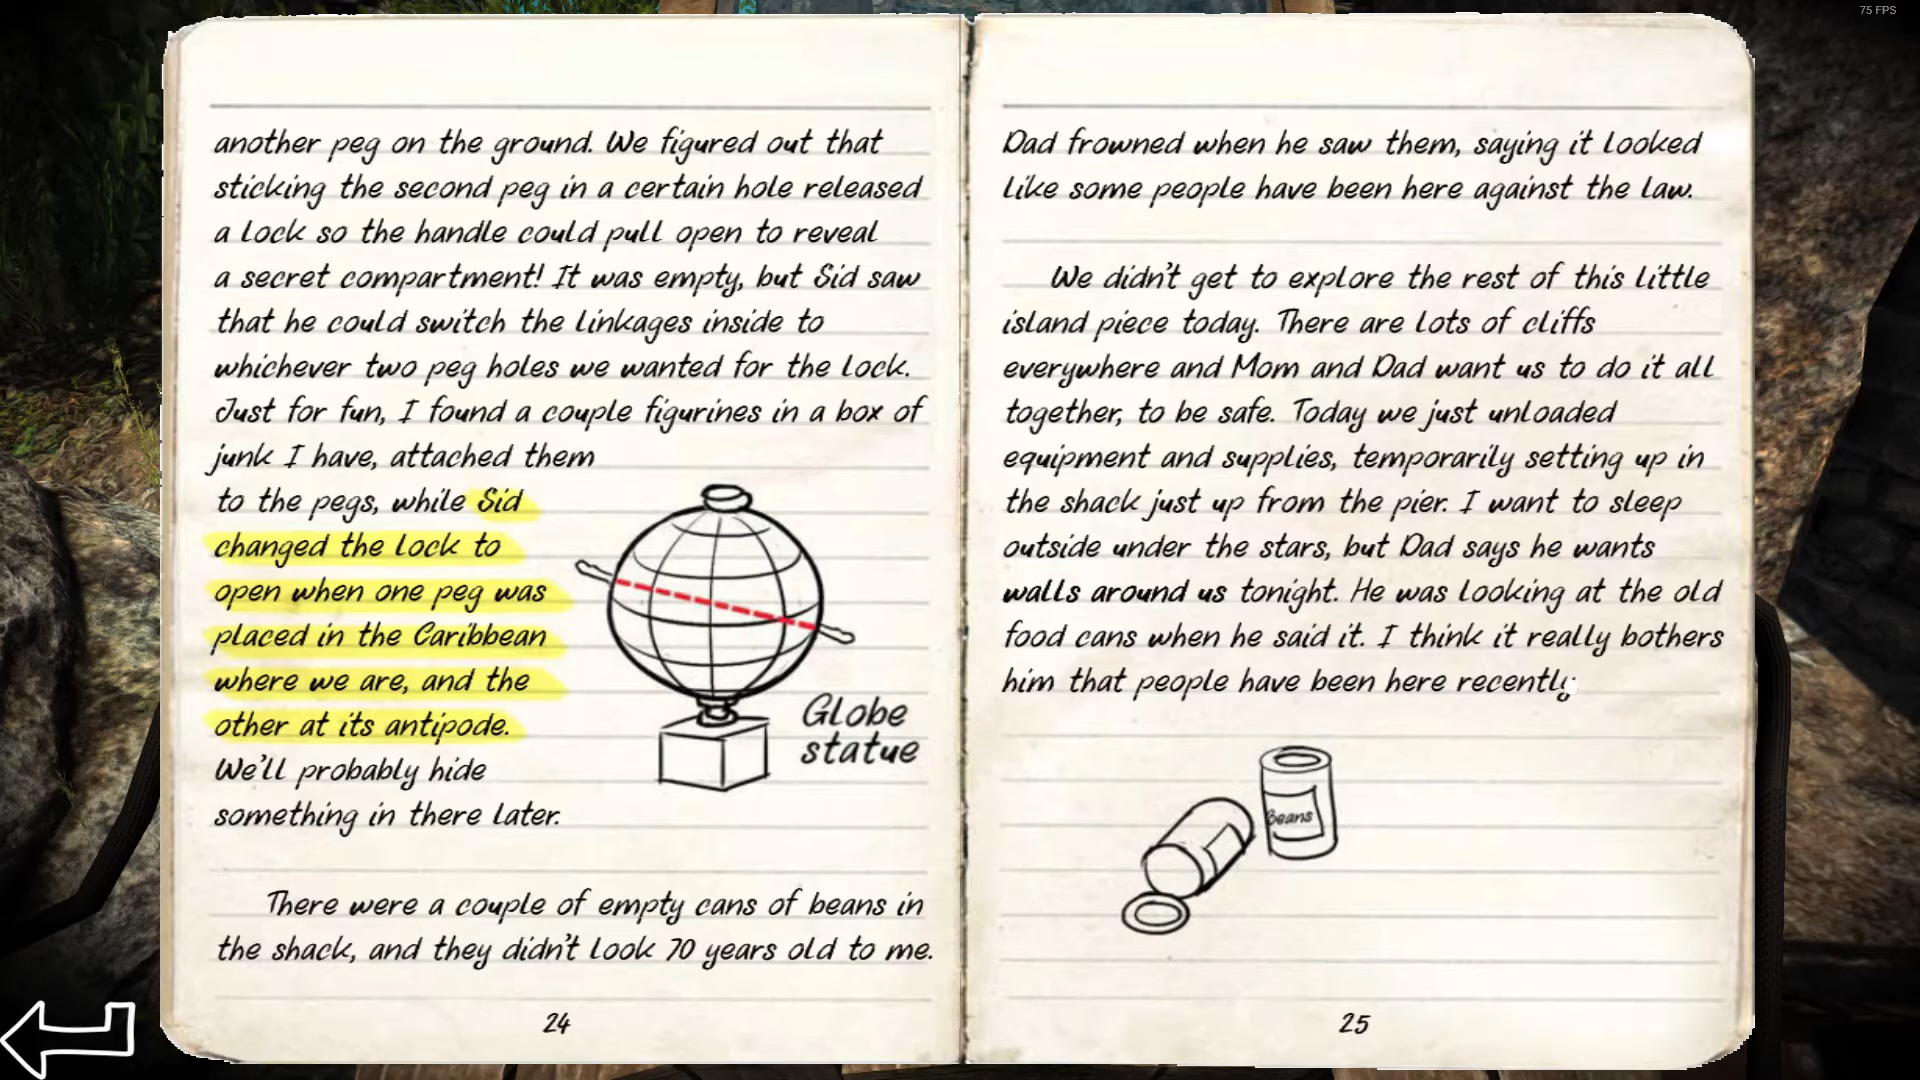 75 FPS
another peg on the ground. We figured out that
sticking the second peg in a certain hole released
a lock so the handle could pull open to reveal
a secret compartment! It was empty, but Sid saw
that he could switch the linkages inside to
whichever two peg holes we wanted for the lock.
Just for fun, I found a couple figurines in a box of
junk I have, attached them
to the pegs, while Sid
changed the lock to
open when one peg was
placed in the Caribbean
where we are, and the
other at its antipode.
We'll probably hide
something in there later.
Globe
statue
There were a couple of empty cans of beans in
the shack, and they didn't look 70 years old to me.
24
Dad frowned when he saw them, saying it looked
like some people have been here against the law.
We didn't get to explore the rest of this little
island piece today. There are lots of cliffs
everywhere and Mom and Dad want us to do it all
together, to be safe. Today we just unloaded
equipment and supplies, temporarily setting up in
the shack just up from the pier. I want to sleep
outside under the stars, but Dad says he wants
walls around us tonight. He was looking at the old
food cans when he said it. I think it really bothers
him that people have been here recently
Beans
25